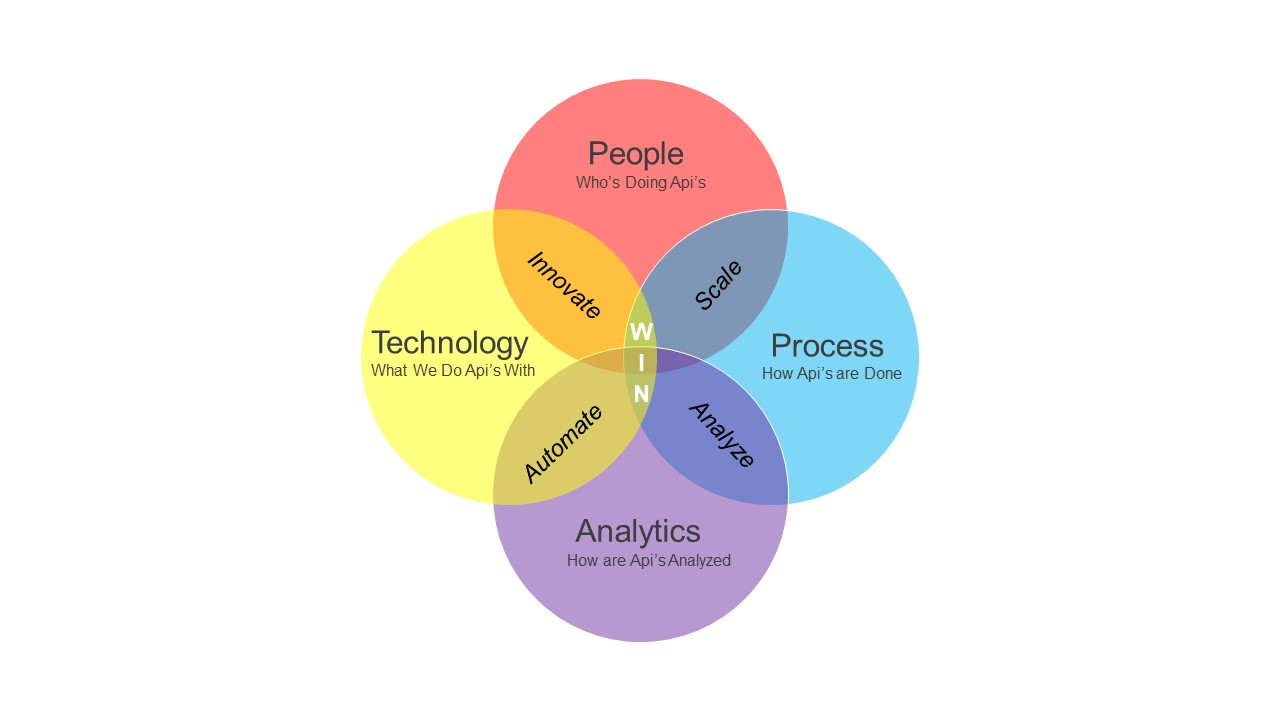 People
Who's Doing Api's
Innovate
Scale
Technology
What We Do Api's With
W
I
N
Process
How Api's are Done
Automate
Analyze
Analytics
How are Api's Analyzed